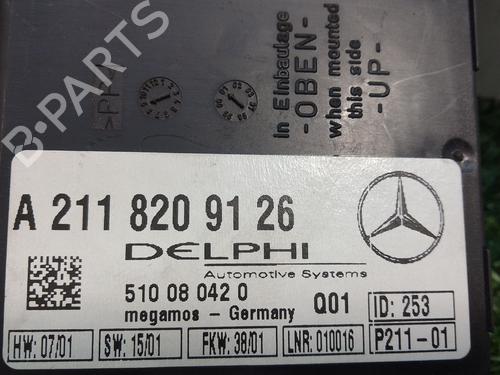 B-PARTS
in Einbaulage
-OBEN-
when mounted
this side
-UP-
A 211 820 91 26
DELPHI
Automotive Systems
510 08 042 0
megamos - Germany
Q01
ID: 253
HW: 07/01
SW: 15/01
FKW: 38/01
LNR: 010016
P211-01